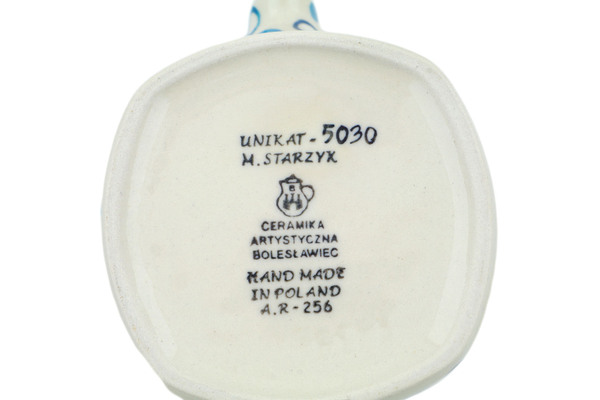 UNIKAT - 5030
M. STARZYK
CERAMIKA
ARTYSTYCZNA
BOLESŁAWIEC
HAND MADE
IN POLAND
A.R - 256